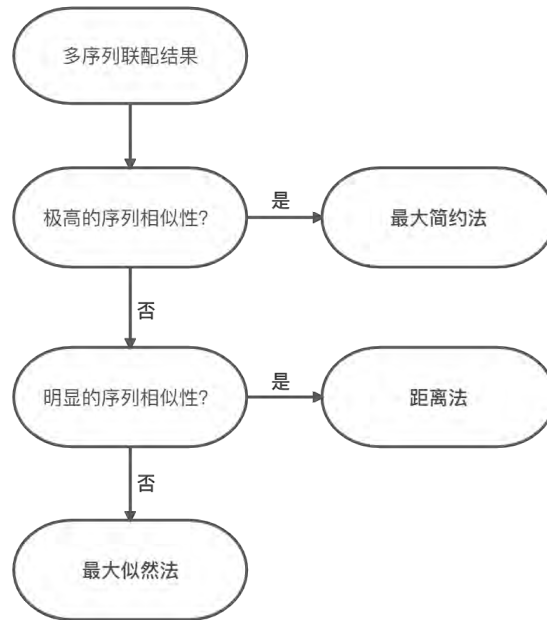 多序列联配结果
极高的序列相似性?
是
最大简约法
否
明显的序列相似性?
是
距离法
否
最大似然法